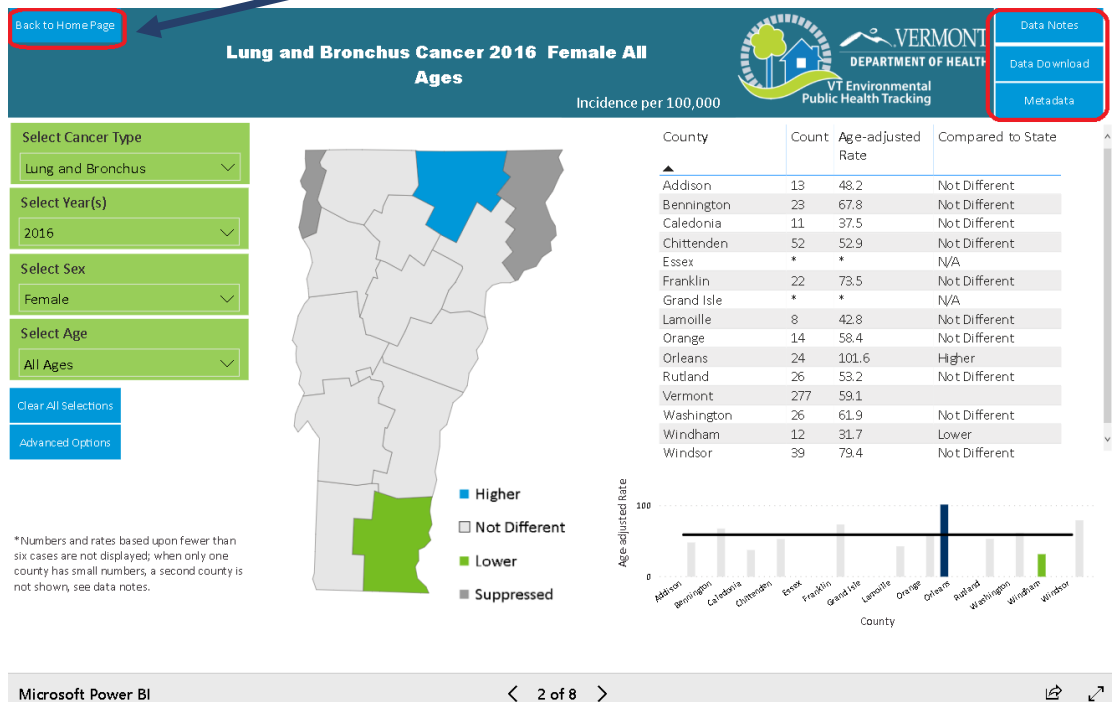 Back to Home Page
Lung and Bronchus Cancer 2016  Female All
Ages
Incidence per 100,000
VERMONT
DEPARTMENT OF HEALTH
VT Environmental
Public Health Tracking
Data Notes
Data Download
Metadata
Select Cancer Type
Lung and Bronchus
Select Year(s)
2016
Select Sex
Female
Select Age
All Ages
Clear All Selections
Advanced Options
*Numbers and rates based upon fewer than
six cases are not displayed; when only one
county has small numbers, a second county is
not shown, see data notes.
Higher
Not Different
Lower
Suppressed
County Count Age-adjusted Compared to State
Rate
Addison 13 48.2 Not Different
Bennington 23 67.8 Not Different
Caledonia 11 37.5 Not Different
Chittenden 52 52.9 Not Different
Essex * * N/A
Franklin 22 73.5 Not Different
Grand Isle * * N/A
Lamoille 8 42.8 Not Different
Orange 14 58.4 Not Different
Orleans 24 101.6 Higher
Rutland 26 53.2 Not Different
Vermont 277 59.1
Washington 26 61.9 Not Different
Windham 12 31.7 Lower
Windsor 39 79.4 Not Different
Age-adjusted Rate
100
0
Addison Bennington Caledonia Chittenden Essex Franklin Grand Isle Lamoille Orange Orleans Rutland Washington Windham Windsor
County
Microsoft Power BI
2 of 8